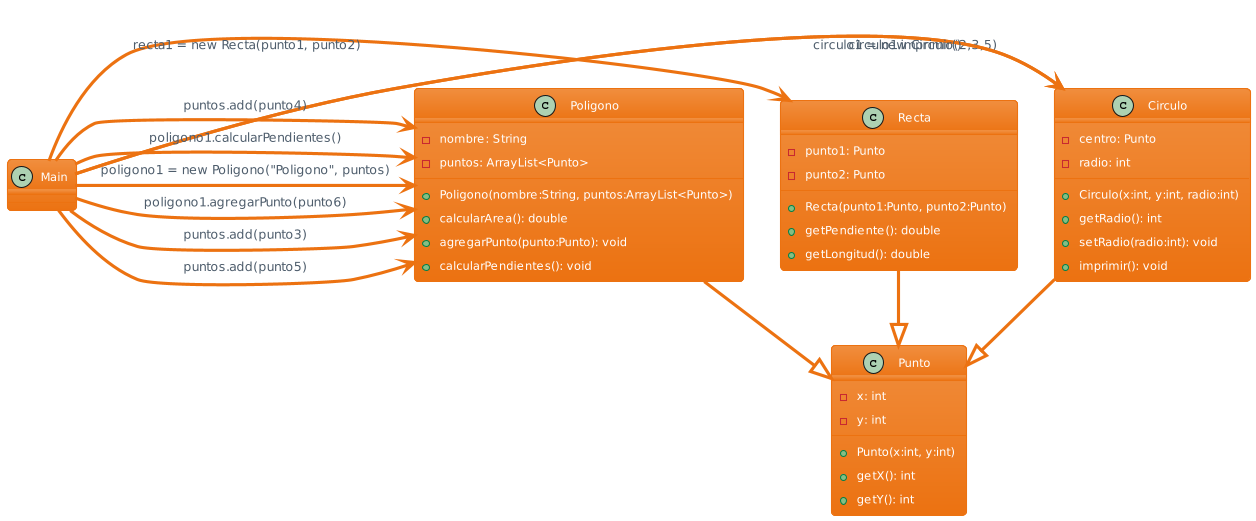 recta1 = new Recta(punto1, punto2)
circulo1 = new Circulo(2,3,5)
circulo1.imprimir()
puntos.add(punto4)
poligono1.calcularPendientes()
poligono1 = new Poligono("Poligono", puntos)
poligono1.agregarPunto(punto6)
puntos.add(punto3)
puntos.add(punto5)
C Main
C Poligono
nombre: String
puntos: ArrayList<Punto>
Poligono(nombre:String, puntos:ArrayList<Punto>)
calcularArea(): double
agregarPunto(punto:Punto): void
calcularPendientes(): void
C Recta
punto1: Punto
punto2: Punto
Recta(punto1:Punto, punto2:Punto)
getPendiente(): double
getLongitud(): double
C Circulo
centro: Punto
radio: int
Circulo(x:int, y:int, radio:int)
getRadio(): int
setRadio(radio:int): void
imprimir(): void
C Punto
x: int
y: int
Punto(x:int, y:int)
getX(): int
getY(): int